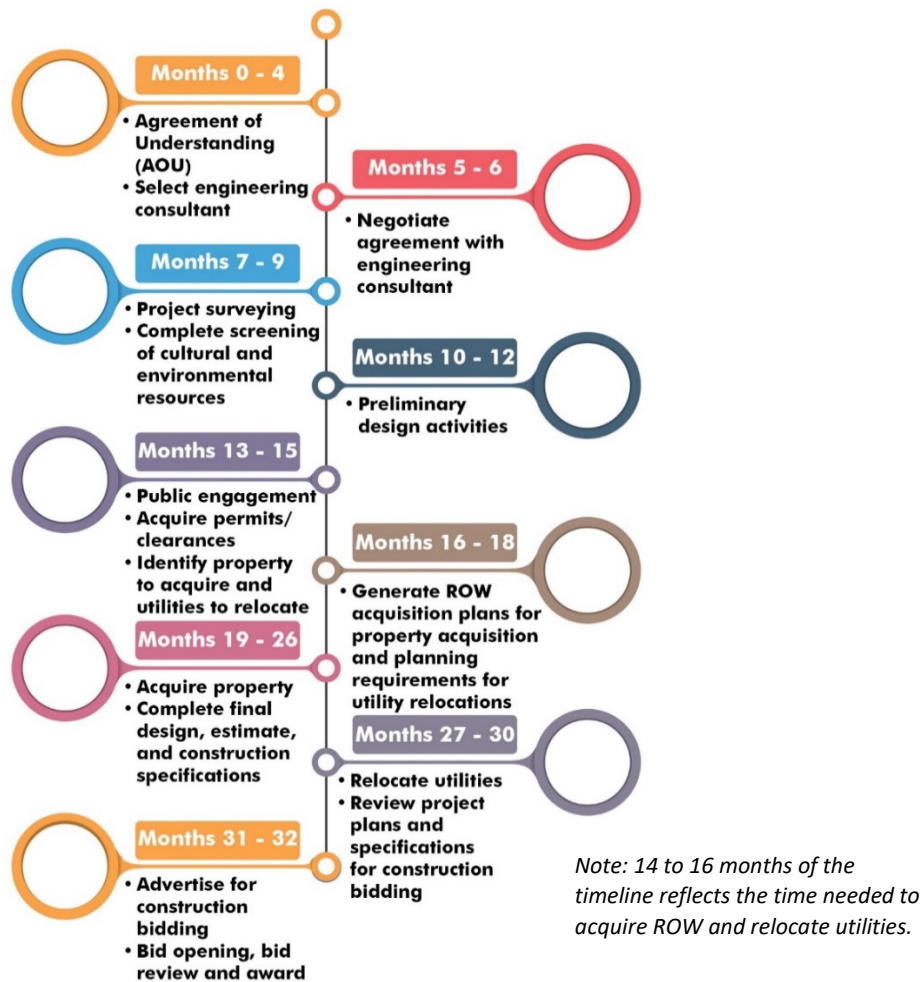 Months 0 - 4
• Agreement of
Understanding
(AOU)
• Select engineering
consultant
Months 5 - 6
• Negotiate
agreement with
engineering
consultant
Months 7 - 9
• Project surveying
• Complete screening
of cultural and
environmental
resources
Months 10 - 12
• Preliminary
design activities
Months 13 - 15
• Public engagement
• Acquire permits/
clearances
• Identify property
to acquire and
utilities to relocate
Months 16 - 18
• Generate ROW
acquisition plans for
property acquisition
and planning
requirements for
utility relocations
Months 19 - 26
• Acquire property
• Complete final
design, estimate,
and construction
specifications
Months 27 - 30
• Relocate utilities
• Review project
plans and
specifications
for construction
bidding
Months 31 - 32
• Advertise for
construction
bidding
• Bid opening, bid
review and award
Note: 14 to 16 months of the
timeline reflects the time needed to
acquire ROW and relocate utilities.